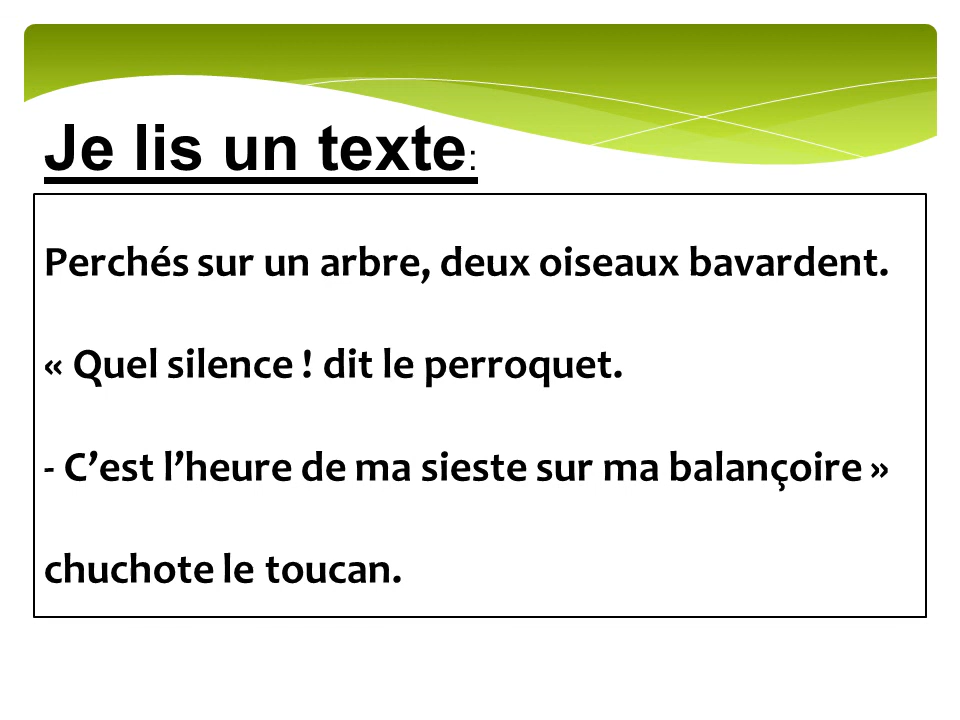 Je lis un texte:
Perchés sur un arbre, deux oiseaux bavardent.
« Quel silence ! dit le perroquet.
- C’est l’heure de ma sieste sur ma balançoire »
chuchote le toucan.